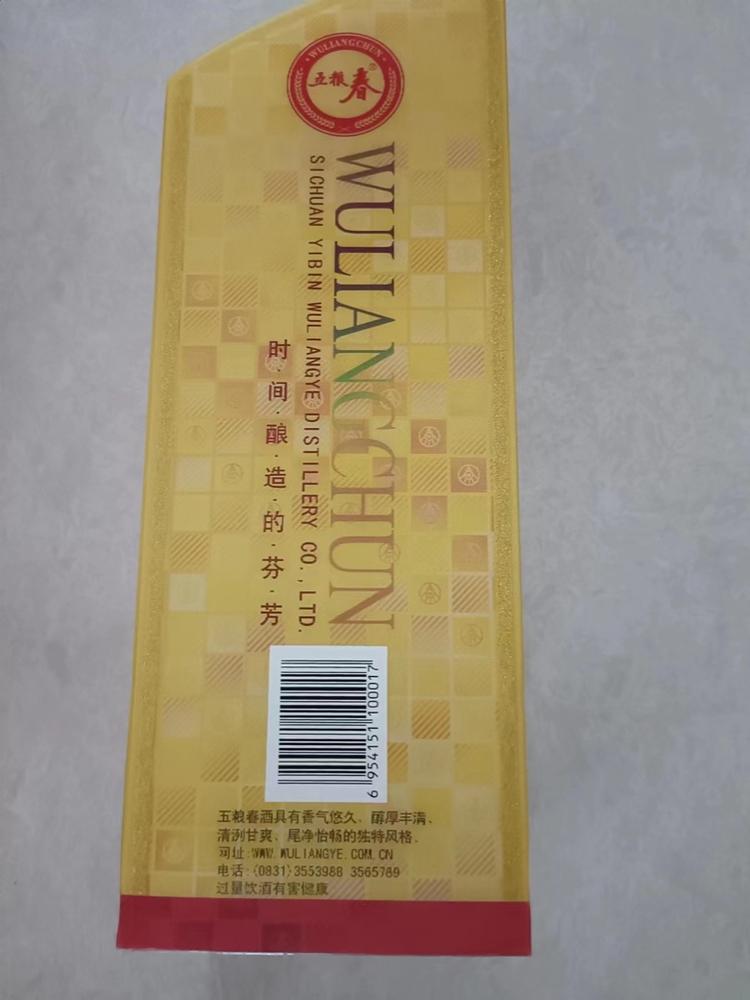 WULIANGCHUN
五粮春®
WULIANGCHUN
SICHUAN YIBIN WULIANGYE DISTILLERY CO.,LTD.
时·间·酿·造·的·芬·芳
6 954151 100017
五粮春酒具有香气悠久、醇厚丰满、
清冽甘爽、尾净怡畅的独特风格。
网址:WWW.WULIANGYE.COM.CN
电话:(0831)3553988 3565769
过量饮酒有害健康